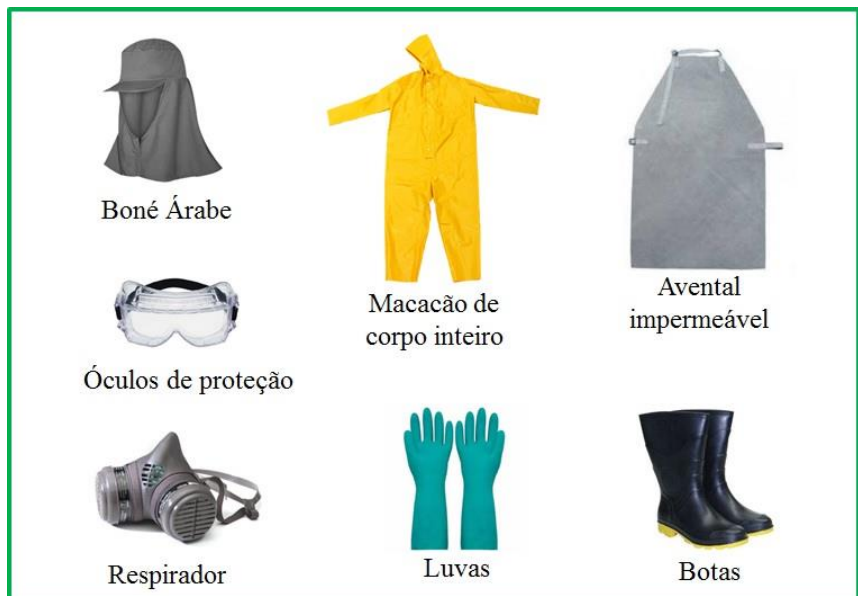 Boné Árabe
Macacão de
corpo inteiro
Avental
impermeável
Óculos de proteção
Respirador
Luvas
Botas